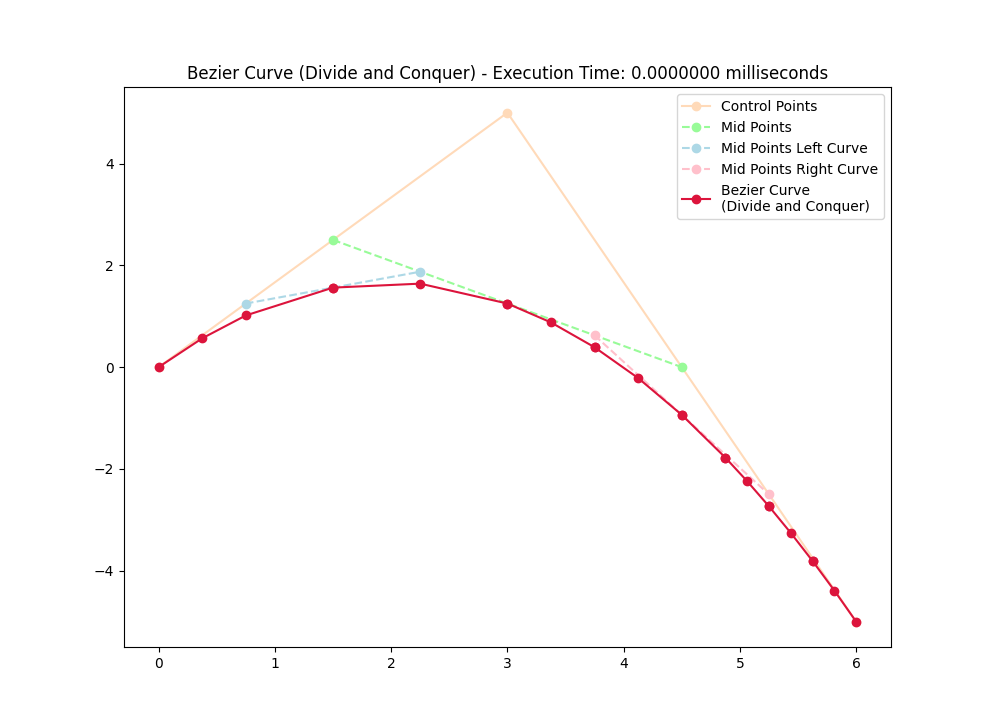 Bezier Curve (Divide and Conquer) - Execution Time: 0.0000000 milliseconds
Control Points
Mid Points
Mid Points Left Curve
Mid Points Right Curve
Bezier Curve
(Divide and Conquer)
4
2
0
−2
−4
0 1 2 3 4 5 6